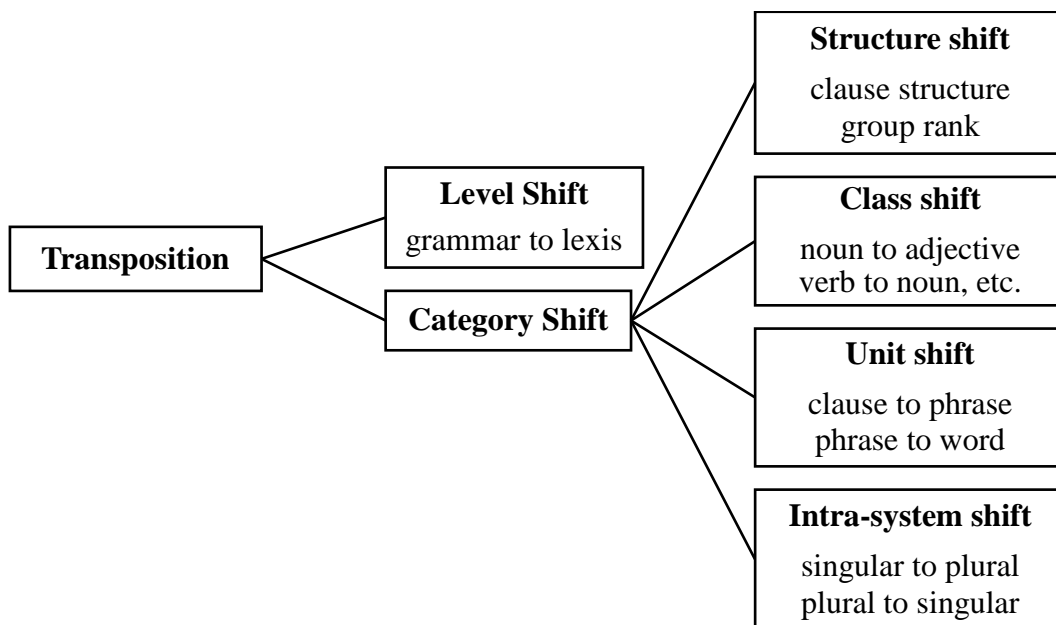 Transposition
Level Shift
grammar to lexis
Category Shift
Structure shift
clause structure
group rank
Class shift
noun to adjective
verb to noun, etc.
Unit shift
clause to phrase
phrase to word
Intra-system shift
singular to plural
plural to singular